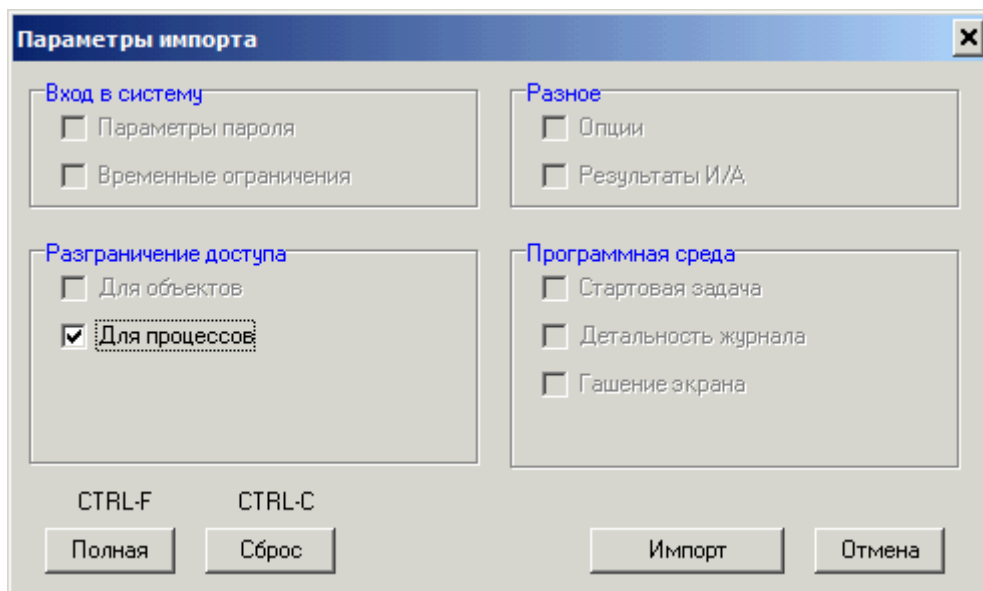 Параметры импорта
Вход в систему
Параметры пароля
Временные ограничения
Разное
Опции
Результаты И/А
Разграничение доступа
Для объектов
Для процессов
Программная среда
Стартовая задача
Детальность журнала
Гашение экрана
CTRL-F CTRL-C
Полная Сброс Импорт Отмена